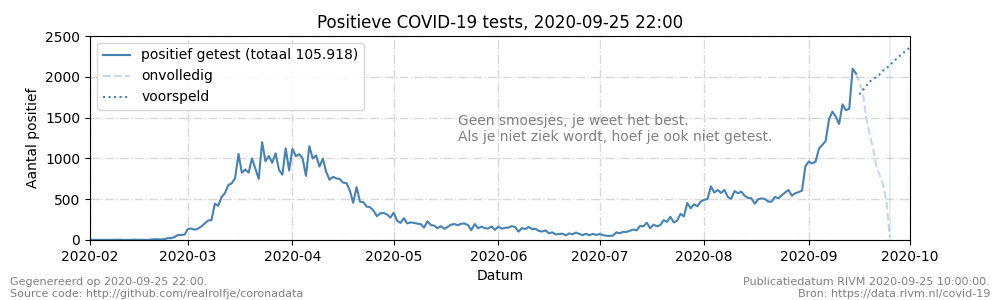 Positieve COVID-19 tests, 2020-09-25 22:00
2500
2000
1500
1000
500
0
Aantal positief
positief getest (totaal 105.918)
onvolledig
voorspeld
Geen smoesjes, je weet het best.
Als je niet ziek wordt, hoef je ook niet getest.
2020-02 2020-03 2020-04 2020-05 2020-06 2020-07 2020-08 2020-09 2020-10
Datum
Gegenereerd op 2020-09-25 22:00.
Source code: http://github.com/realrolfje/coronadata
Publicatiedatum RIVM 2020-09-25 10:00:00.
Bron: https://data.rivm.nl/covid-19